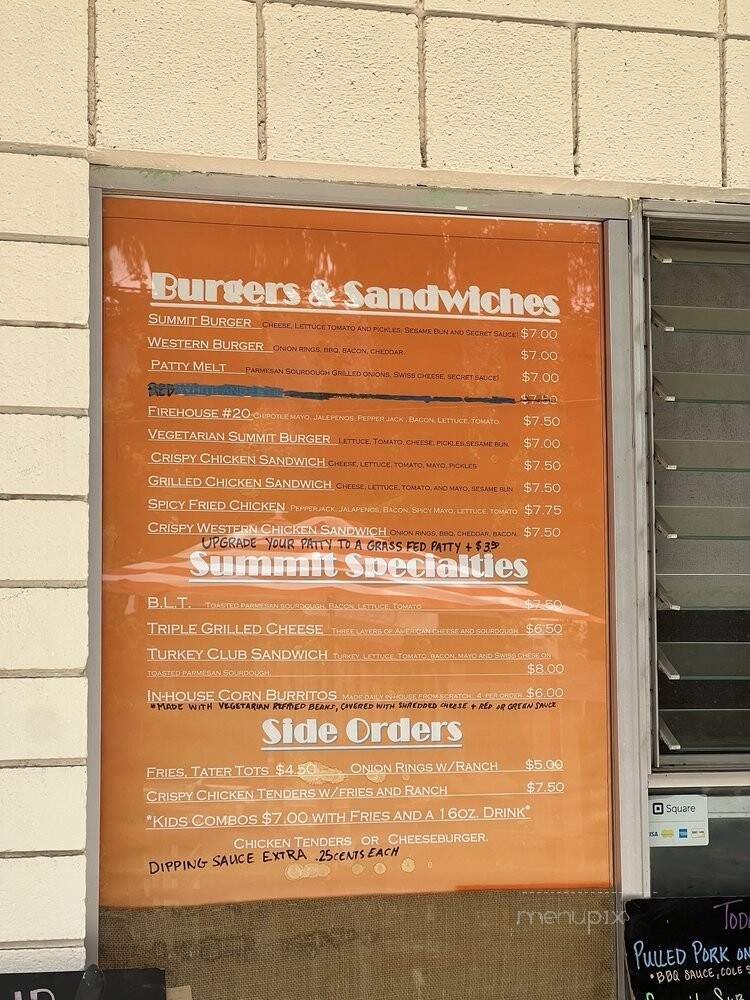 Burgers & Sandwiches
SUMMIT BURGER CHEESE, LETTUCE TOMATO AND PICKLES, SESAME BUN AND SECRET SAUCE! $7.00
WESTERN BURGER ONION RINGS, BBQ, BACON, CHEDDAR $7.00
PATTY MELT PARMESAN SOURDOUGH GRILLED ONIONS, SWISS CHEESE, SECRET SAUCE! $7.00
RED $7.50
FIREHOUSE #20 CHIPOTLE MAYO, JALEPENOS, PEPPER JACK, BACON, LETTUCE, TOMATO $7.50
VEGETARIAN SUMMIT BURGER LETTUCE, TOMATO, CHEESE, PICKLES,SESAME BUN, $7.00
CRISPY CHICKEN SANDWICH CHEESE, LETTUCE, TOMATO, MAYO, PICKLES $7.50
GRILLED CHICKEN SANDWICH CHEESE, LETTUCE, TOMATO, AND MAYO, SESAME BUN $7.50
SPICY FRIED CHICKEN PEPPERJACK, JALAPENOS, BACON, SPICY MAYO, LETTUCE, TOMATO $7.75
CRISPY WESTERN CHICKEN SANDWICH ONION RINGS, BBQ, CHEDDAR, BACON, $7.50
UPGRADE YOUR PATTY TO A GRASS FED PATTY + $3.50
Summit Specialties
B.L.T. TOASTED PARMESAN SOURDOUGH, BACON, LETTUCE, TOMATO $7.50
TRIPLE GRILLED CHEESE THREE LAYERS OF AMERICAN CHEESE AND SOURDOUGH $6.50
TURKEY CLUB SANDWICH TURKEY, LETTUCE, TOMATO, BACON, MAYO AND SWISS CHESE ON
TOASTED PARMESAN SOURDOUGH $8.00
IN-HOUSE CORN BURRITOS MADE DAILY IN-HOUSE FROM SCRATCH, 4 PER ORDER $6.00
*MADE WITH VEGETARIAN REFRIED BEANS, COVERED WITH SHREDDED CHEESE + RED OR GREEN SAUCE
Side Orders
FRIES, TATER TOTS $4.50 ONION RINGS W/RANCH $5.00
CRISPY CHICKEN TENDERS W/FRIES AND RANCH $7.50
*KIDS COMBOS $7.00 WITH FRIES AND A 16OZ. DRINK*
CHICKEN TENDERS OR CHEESEBURGER.
DIPPING SAUCE EXTRA .25CENTS EACH
Square
VISA
menupix
TOD
PULLED PORK ON
*BBQ SAUCE, COLE S